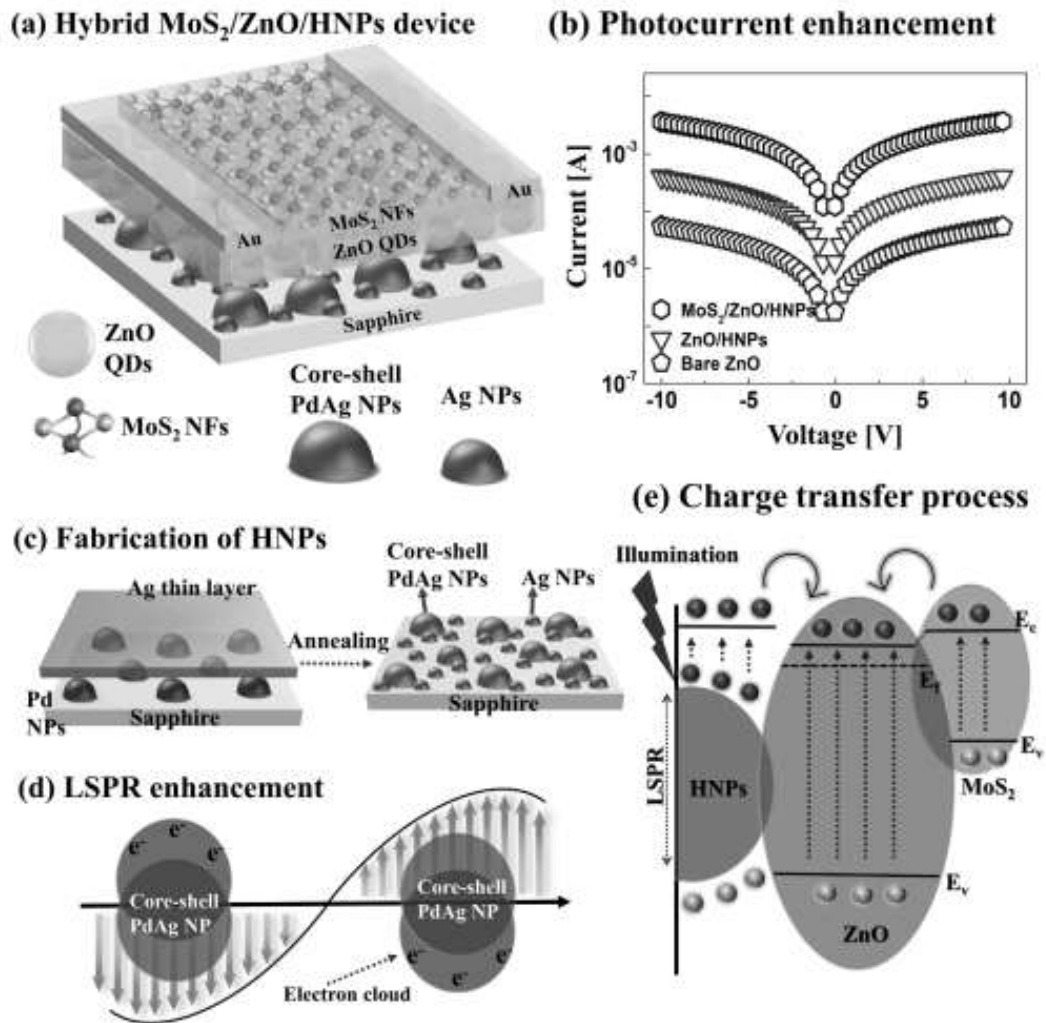 (a) Hybrid MoS₂/ZnO/HNPs device
Au
Au
MoS₂ NFs
ZnO QDs
Sapphire
ZnO
QDs
MoS₂ NFs
Core-shell
PdAg NPs
Ag NPs
(b) Photocurrent enhancement
Current [A]
10⁻³
10⁻⁵
10⁻⁷
MoS₂/ZnO/HNPs
ZnO/HNPs
Bare ZnO
-10
-5
0
5
10
Voltage [V]
(c) Fabrication of HNPs
Ag thin layer
Pd
NPs
Sapphire
Annealing
Core-shell
PdAg NPs
Ag NPs
Sapphire
(d) LSPR enhancement
e⁻
e⁻
e⁻
Core-shell
PdAg NP
Core-shell
PdAg NP
e⁻
e⁻
e⁻
Electron cloud
(e) Charge transfer process
Illumination
LSPR
HNPs
E_c
E_f
E_v
MoS₂
E_v
ZnO